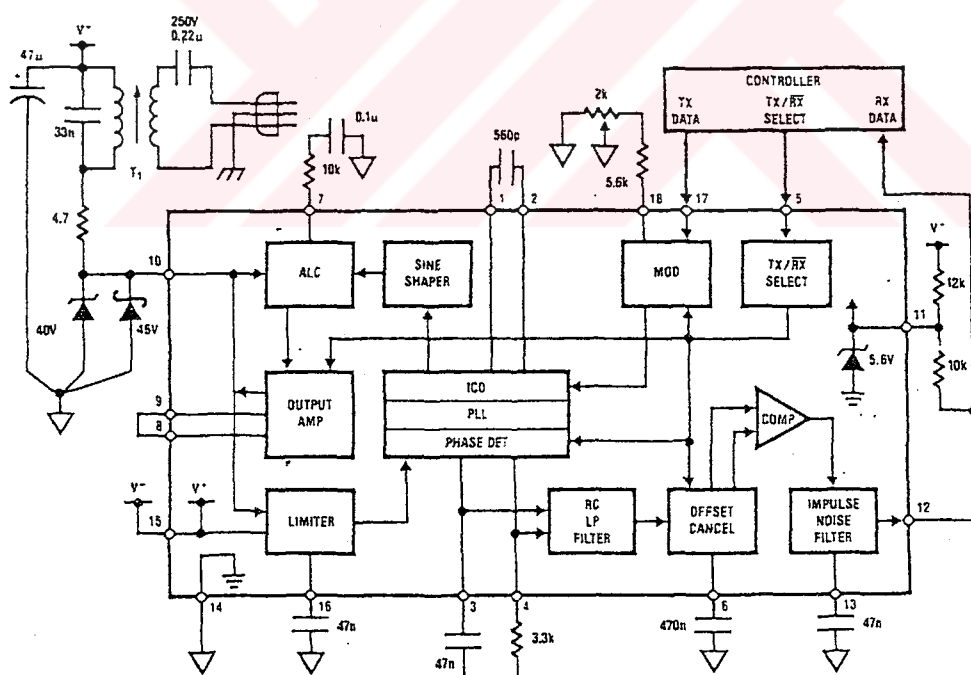 V⁺
47µ
+
33n
250V
0.22µ
T₁
4.7
40V
45V
10k
0.1µ
560p
2k
5.6k
CONTROLLER
TX DATA
TX/RX̅ SELECT
RX DATA
7
1
2
18
17
5
10
ALC
SINE SHAPER
MOD
TX/RX̅ SELECT
V⁺
12k
11
5.6V
10k
9
8
OUTPUT AMP
ICO
PLL
PHASE DET
COMP
V⁺
V⁺
15
LIMITER
RC LP FILTER
OFFSET CANCEL
IMPULSE NOISE FILTER
12
14
16
3
4
6
13
47n
47n
3.3k
470n
47n